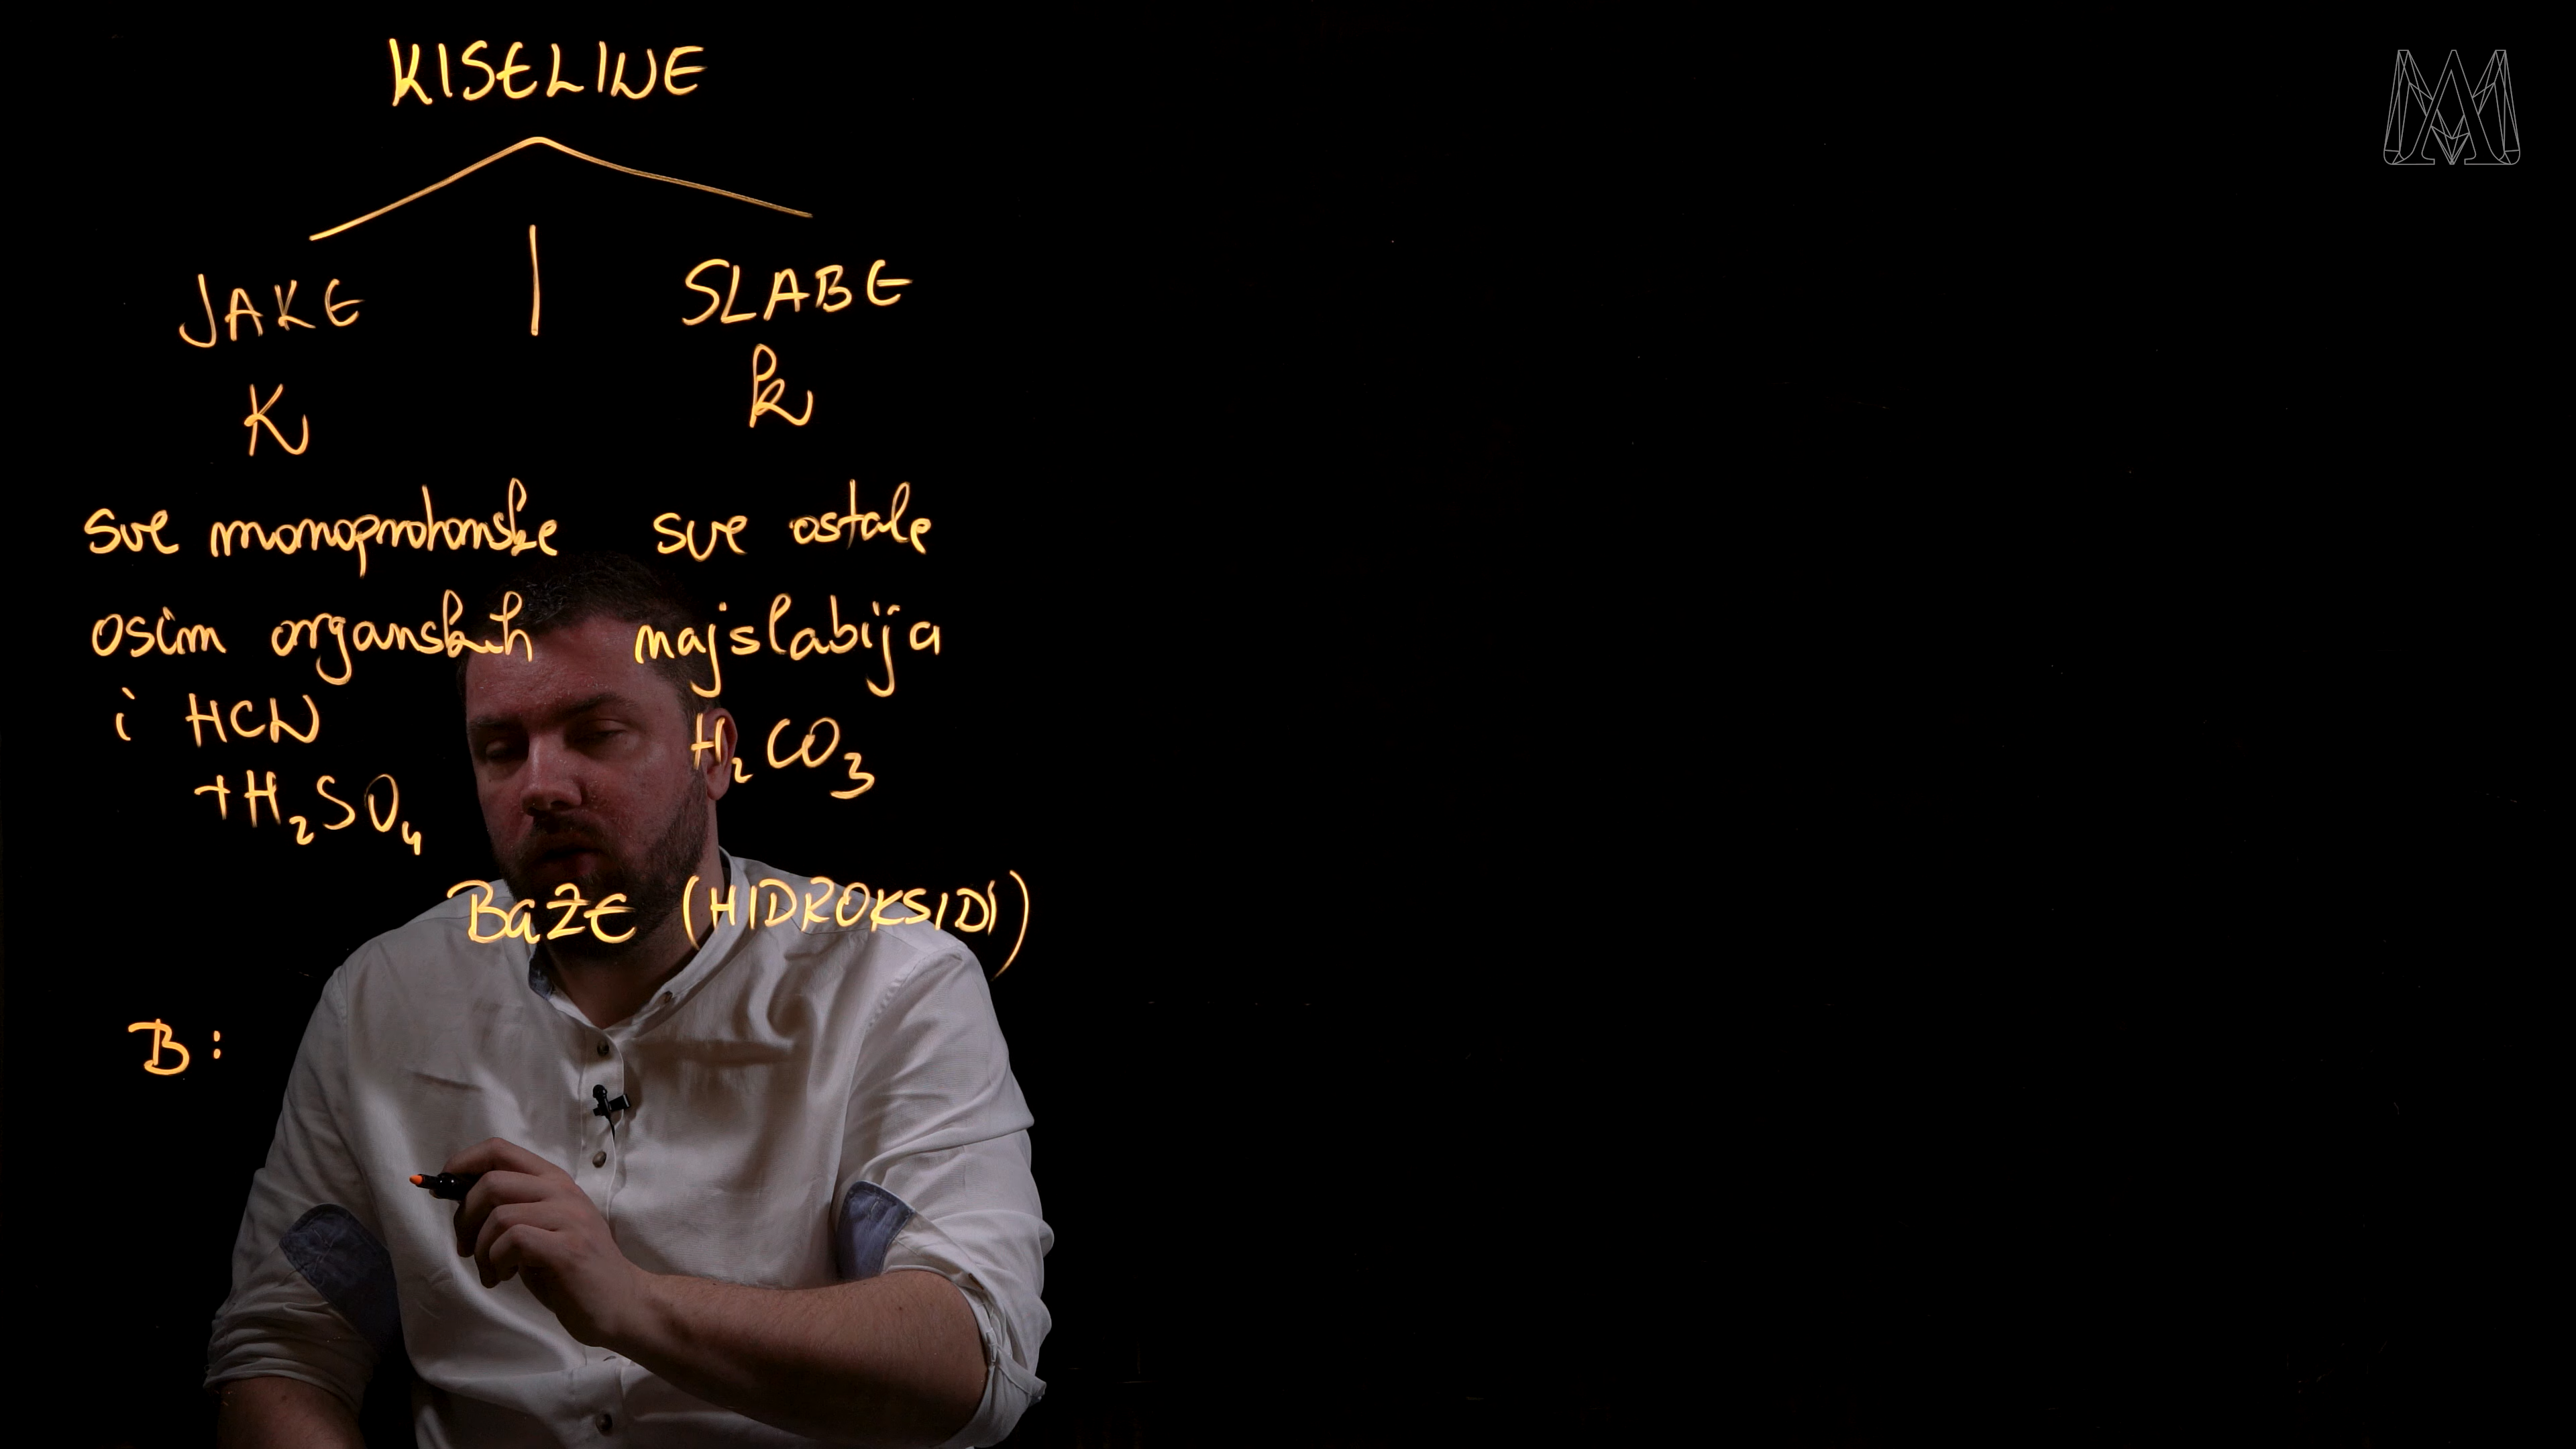 KISELINE
JAKE | SLABE
K k
sve monoprotonske sve ostale
osim organskih najslabija
i HCN H₂CO₃
+H₂SO₄
BaZE (HIDROKSIDI)
B: